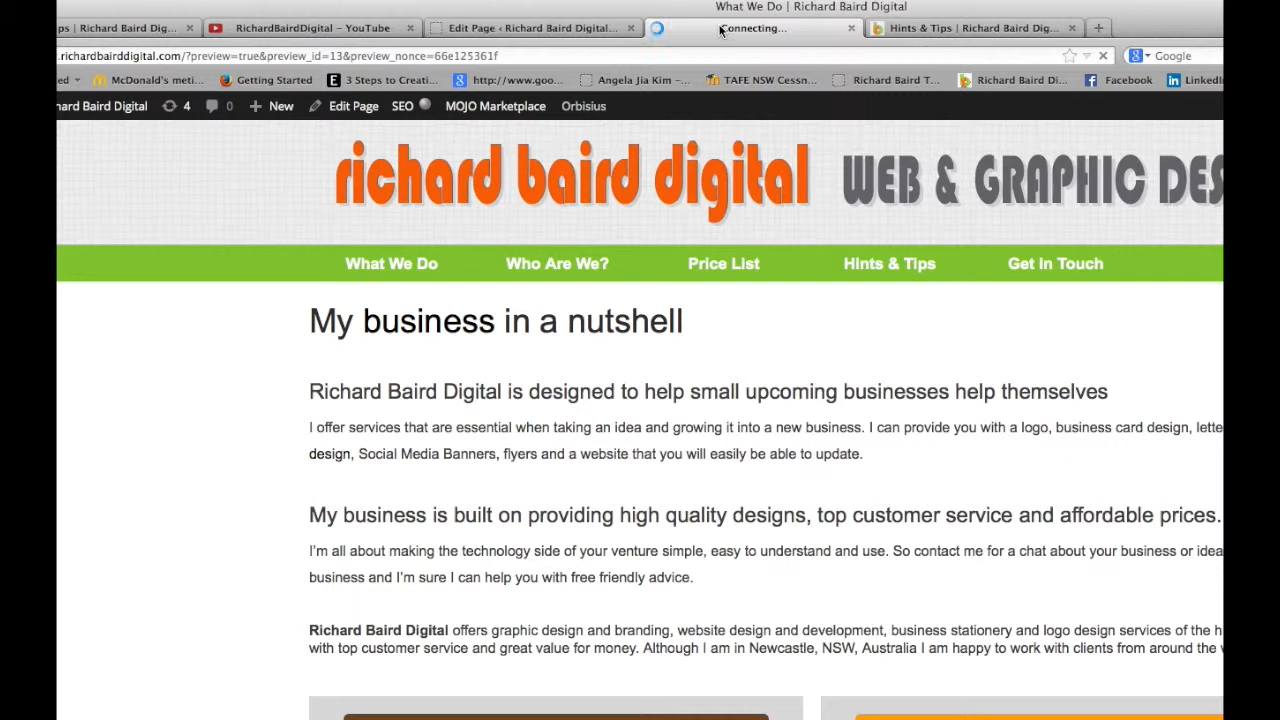 What We Do | Richard Baird Digital
ps | Richard Baird Dig...
RichardBairdDigital – YouTube
Edit Page ‹ Richard Baird Digital...
Connecting...
Hints & Tips | Richard Baird Dig...
.richardbairddigital.com/?preview=true&preview_id=13&preview_nonce=66e125361f
Google
ted
McDonald's meti...
Getting Started
3 Steps to Creati...
http://www.goo...
Angela Jia Kim –...
TAFE NSW Cessn...
Richard Baird T...
Richard Baird Di...
Facebook
LinkedIn
hard Baird Digital
4
0
New
Edit Page
SEO
MOJO Marketplace
Orbisius
richard baird digital WEB & GRAPHIC DES
What We Do
Who Are We?
Price List
Hints & Tips
Get In Touch
My business in a nutshell
Richard Baird Digital is designed to help small upcoming businesses help themselves
I offer services that are essential when taking an idea and growing it into a new business. I can provide you with a logo, business card design, lette
design, Social Media Banners, flyers and a website that you will easily be able to update.
My business is built on providing high quality designs, top customer service and affordable prices.
I'm all about making the technology side of your venture simple, easy to understand and use. So contact me for a chat about your business or idea
business and I'm sure I can help you with free friendly advice.
Richard Baird Digital offers graphic design and branding, website design and development, business stationery and logo design services of the h
with top customer service and great value for money. Although I am in Newcastle, NSW, Australia I am happy to work with clients from around the w